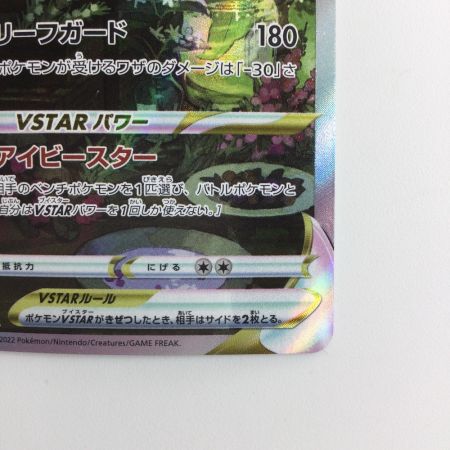 リーフガード 180
ポケモンが受けるワザのダメージは「-30」さ
VSTARパワー
アイビースター
相手のベンチポケモンを1匹選び、バトルポケモンと
自分はVSTARパワーを1回しか使えない。]
抵抗力 にげる
VSTARルール
ポケモンVSTARがきぜつしたとき、相手はサイドを2枚とる。
2022 Pokémon/Nintendo/Creatures/GAME FREAK.